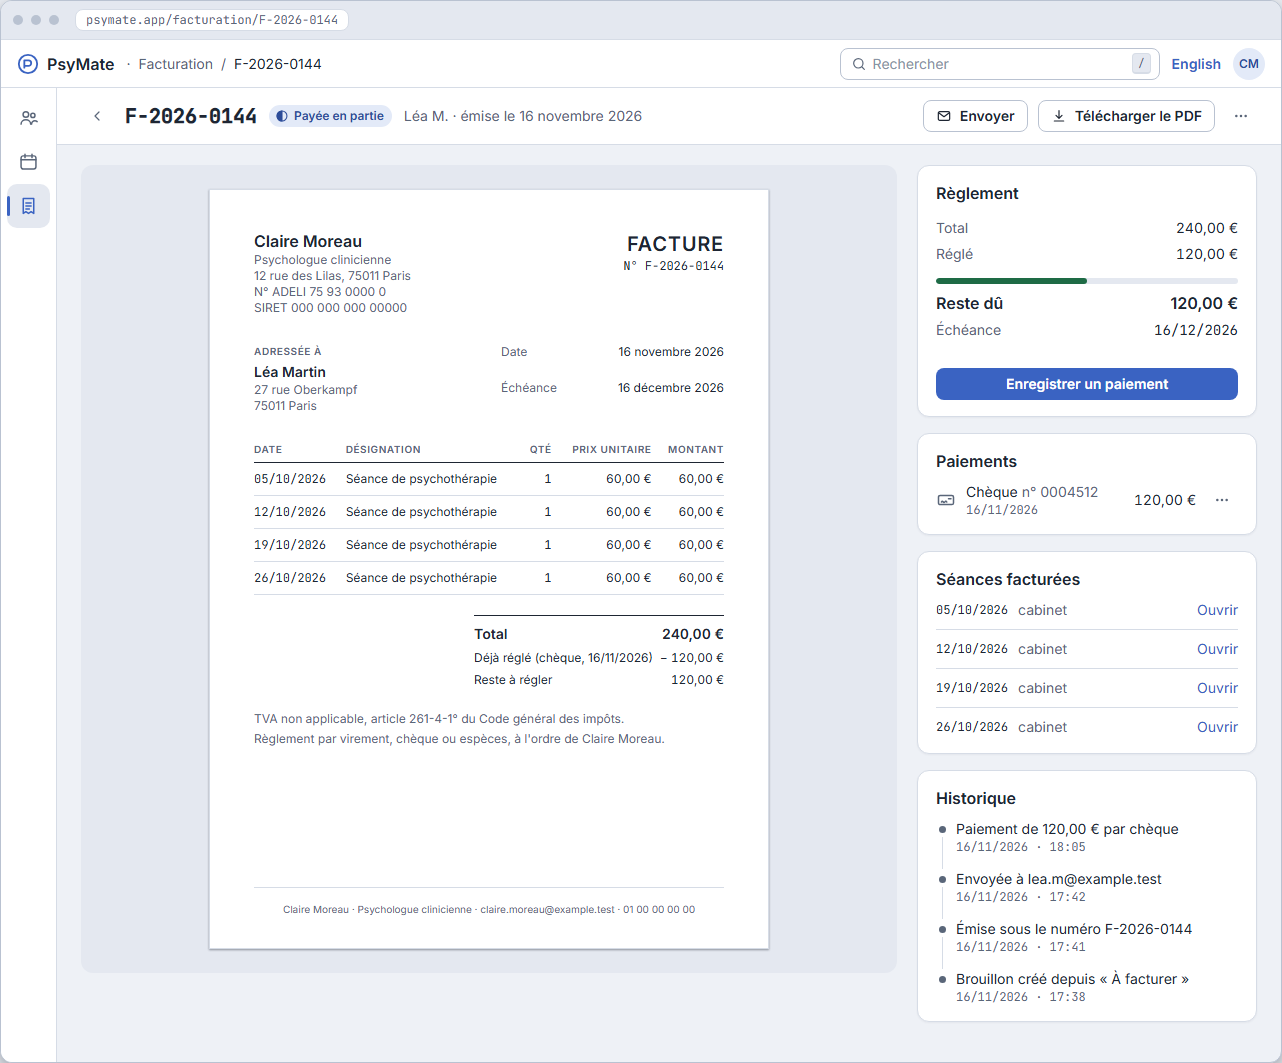 psymate.app/facturation/F-2026-0144
PsyMate · Facturation / F-2026-0144
Rechercher /
English
CM
F-2026-0144
Payée en partie
Léa M. · émise le 16 novembre 2026
Envoyer
Télécharger le PDF
Claire Moreau
Psychologue clinicienne
12 rue des Lilas, 75011 Paris
N° ADELI 75 93 0000 0
SIRET 000 000 000 00000
FACTURE
N° F-2026-0144
ADRESSÉE À
Léa Martin
27 rue Oberkampf
75011 Paris
Date 16 novembre 2026
Échéance 16 décembre 2026
DATE DÉSIGNATION QTÉ PRIX UNITAIRE MONTANT
05/10/2026 Séance de psychothérapie 1 60,00 € 60,00 €
12/10/2026 Séance de psychothérapie 1 60,00 € 60,00 €
19/10/2026 Séance de psychothérapie 1 60,00 € 60,00 €
26/10/2026 Séance de psychothérapie 1 60,00 € 60,00 €
Total 240,00 €
Déjà réglé (chèque, 16/11/2026) − 120,00 €
Reste à régler 120,00 €
TVA non applicable, article 261-4-1° du Code général des impôts.
Règlement par virement, chèque ou espèces, à l'ordre de Claire Moreau.
Claire Moreau · Psychologue clinicienne · claire.moreau@example.test · 01 00 00 00 00
Règlement
Total 240,00 €
Réglé 120,00 €
Reste dû 120,00 €
Échéance 16/12/2026
Enregistrer un paiement
Paiements
Chèque n° 0004512
16/11/2026
120,00 €
Séances facturées
05/10/2026 cabinet Ouvrir
12/10/2026 cabinet Ouvrir
19/10/2026 cabinet Ouvrir
26/10/2026 cabinet Ouvrir
Historique
Paiement de 120,00 € par chèque
16/11/2026 · 18:05
Envoyée à lea.m@example.test
16/11/2026 · 17:42
Émise sous le numéro F-2026-0144
16/11/2026 · 17:41
Brouillon créé depuis « À facturer »
16/11/2026 · 17:38